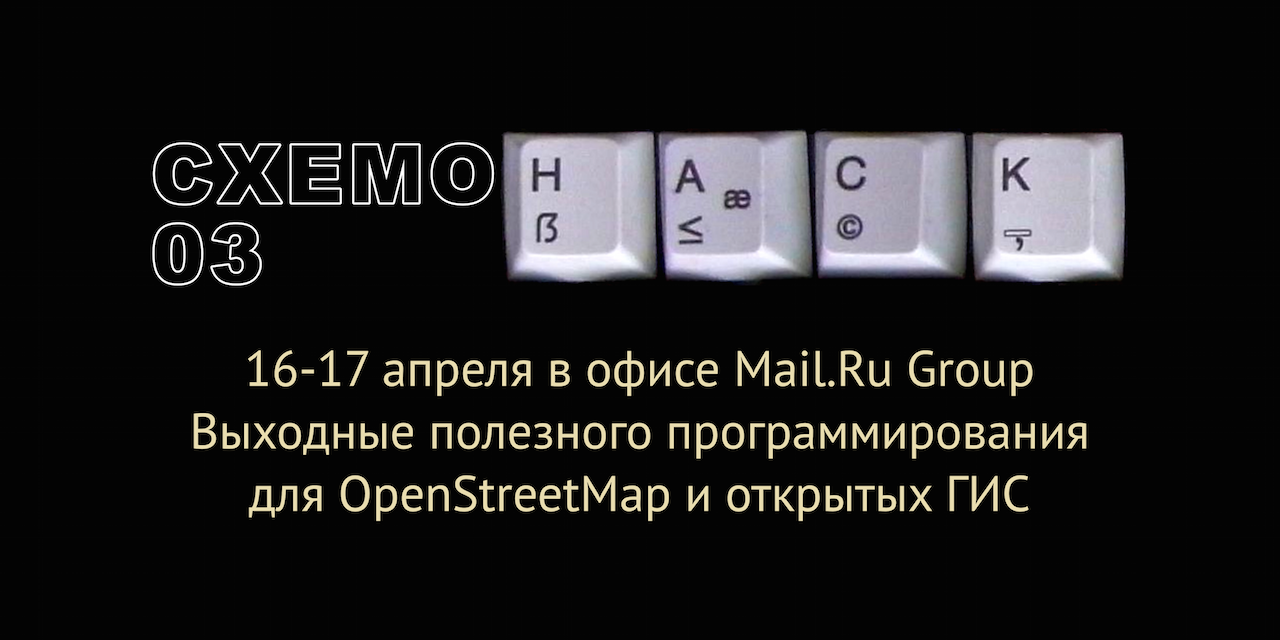 СХЕМО H A C K
03 ß ≤ æ © ,
16-17 апреля в офисе Mail.Ru Group
Выходные полезного программирования
для OpenStreetMap и открытых ГИС